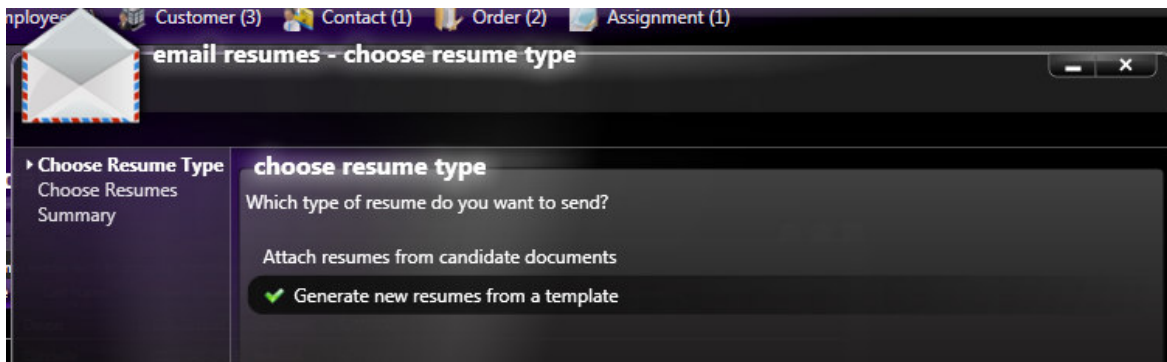 Customer (3) Contact (1) Order (2) Assignment (1)
email resumes - choose resume type
Choose Resume Type
Choose Resumes
Summary
choose resume type
Which type of resume do you want to send?
Attach resumes from candidate documents
Generate new resumes from a template